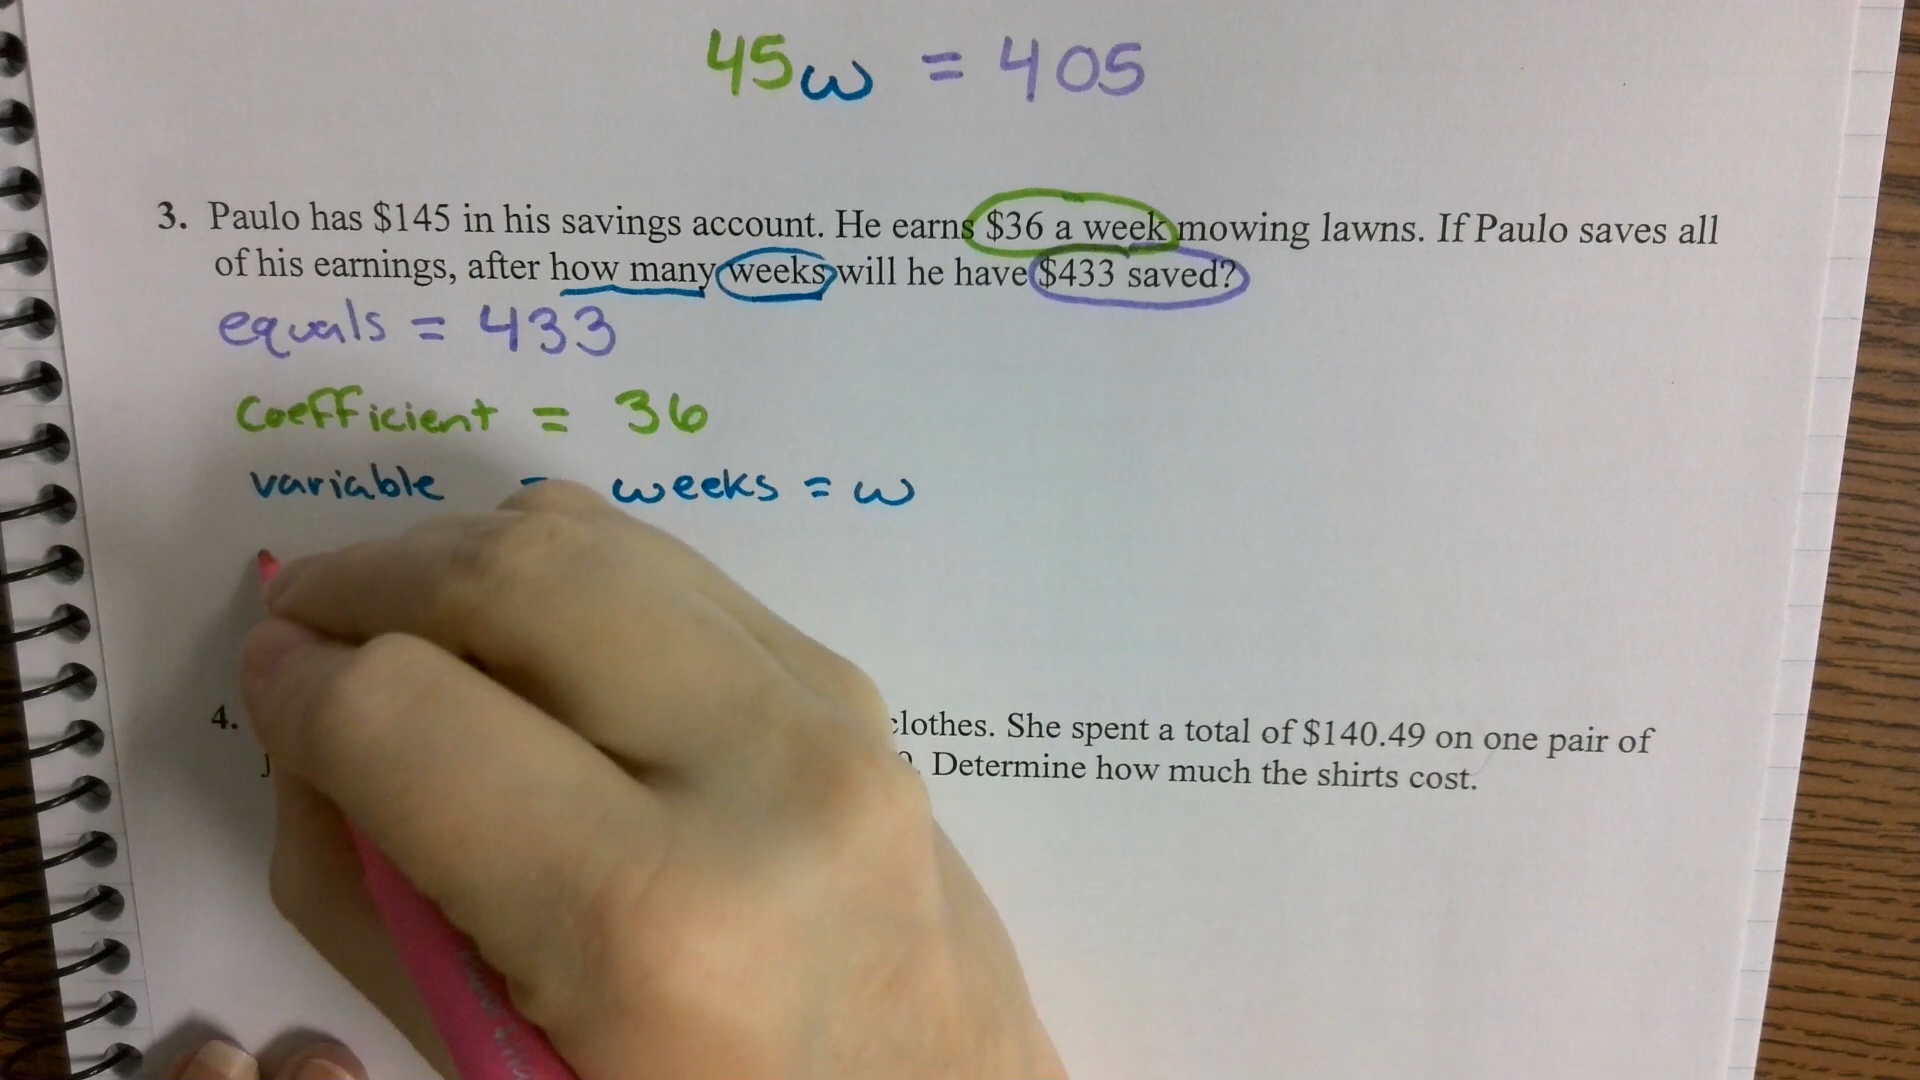 45w = 405
3. Paulo has $145 in his savings account. He earns $36 a week mowing lawns. If Paulo saves all
of his earnings, after how many weeks will he have $433 saved?
equals = 433
Coefficient = 36
variable = weeks = w
4. clothes. She spent a total of $140.49 on one pair of
Determine how much the shirts cost.